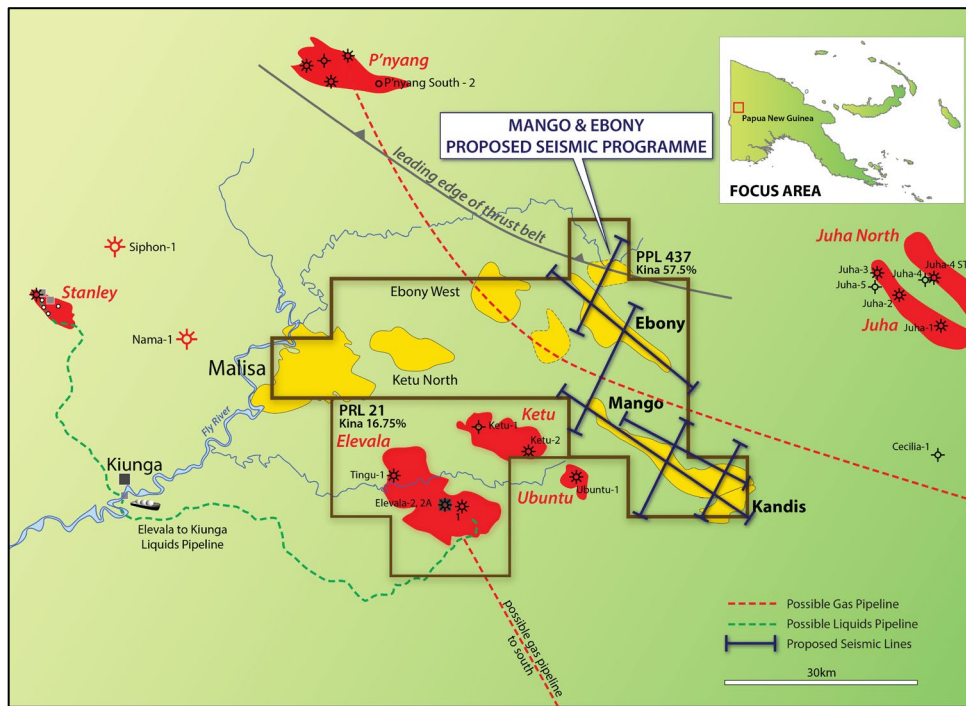 P'nyang
P'nyang South - 2
MANGO & EBONY
PROPOSED SEISMIC PROGRAMME
Papua New Guinea
FOCUS AREA
leading edge of thrust belt
Siphon-1
Stanley
Nama-1
PPL 437
Kina 57.5%
Juha North
Juha-3
Juha-4
Juha-4 ST
Juha-5
Juha-2
Juha
Juha-1
Ebony West
Ebony
Malisa
Ketu North
Mango
Fly River
PRL 21
Kina 16.75%
Ketu
Ketu-1
Ketu-2
Elevala
Tingu-1
Elevala-2, 2A
1
Ubuntu
Ubuntu-1
Cecilia-1
Kandis
Kiunga
Elevala to Kiunga
Liquids Pipeline
possible gas pipeline
to south
Possible Gas Pipeline
Possible Liquids Pipeline
Proposed Seismic Lines
30km